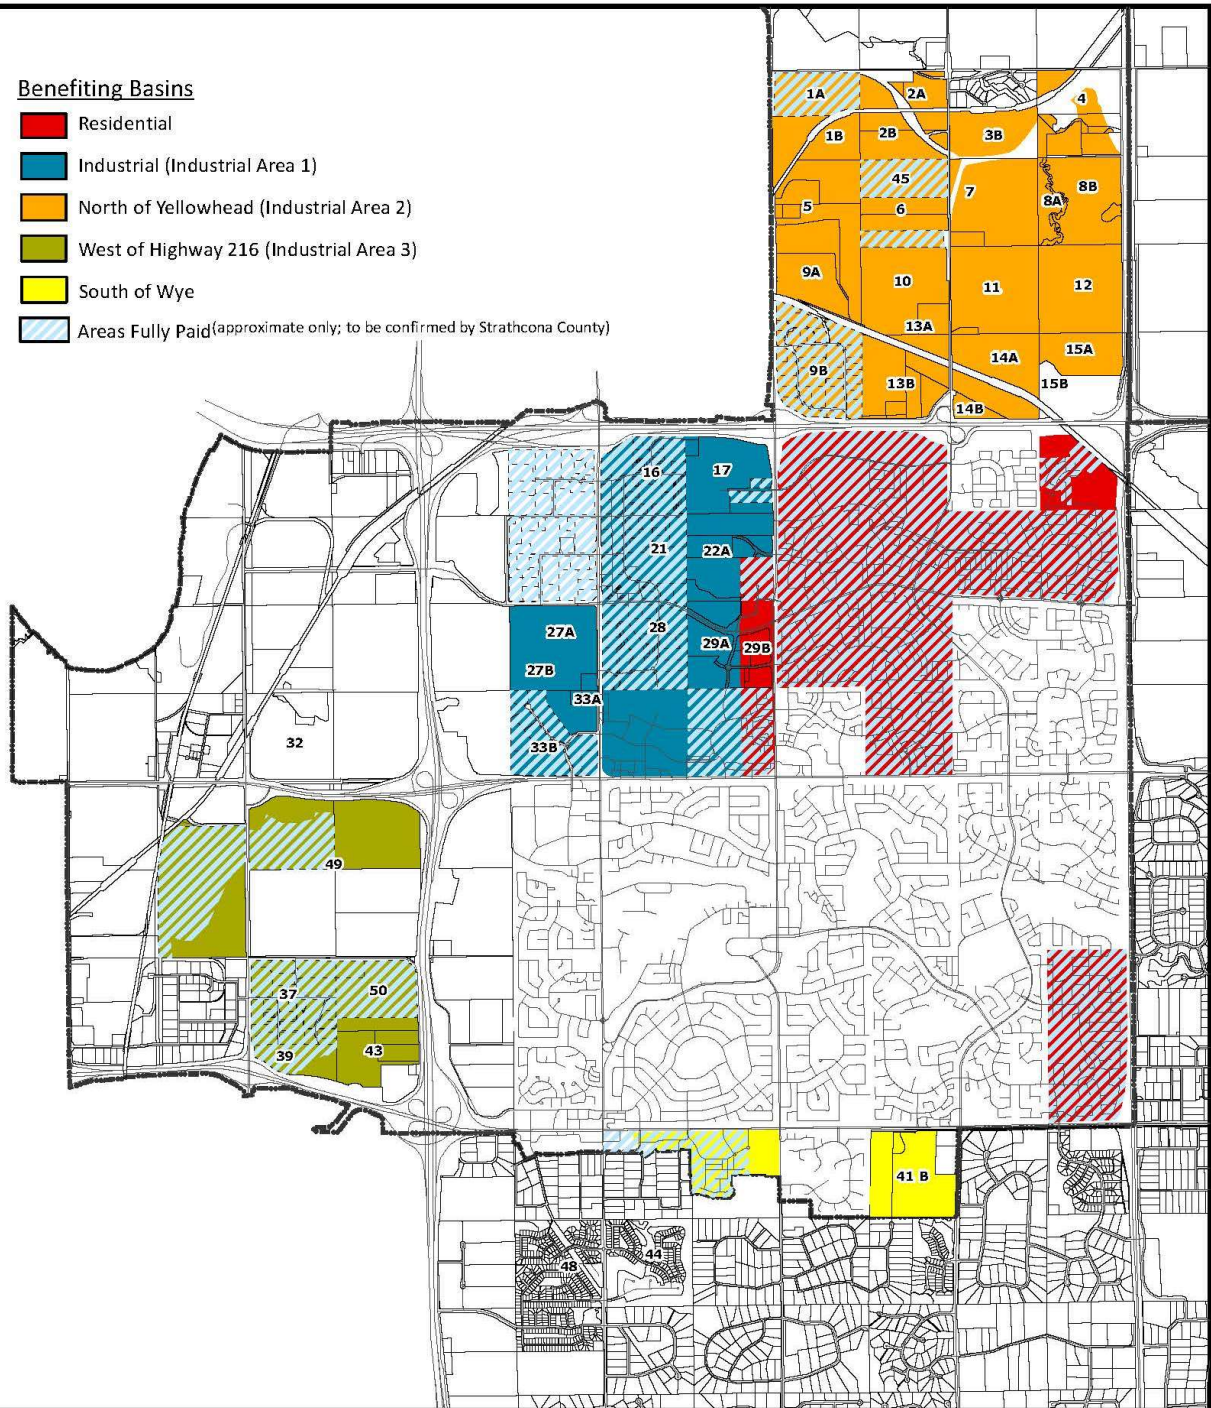 Benefiting Basins
Residential
Industrial (Industrial Area 1)
North of Yellowhead (Industrial Area 2)
West of Highway 216 (Industrial Area 3)
South of Wye
Areas Fully Paid (approximate only; to be confirmed by Strathcona County)
1A
2A
4
1B
2B
3B
45
7
8B
5
6
8A
9A
10
11
12
13A
14A
15A
9B
13B
15B
14B
16
17
21
22A
27A
28
29A
29B
27B
33A
32
33B
49
37
50
39
43
41 B
44
48